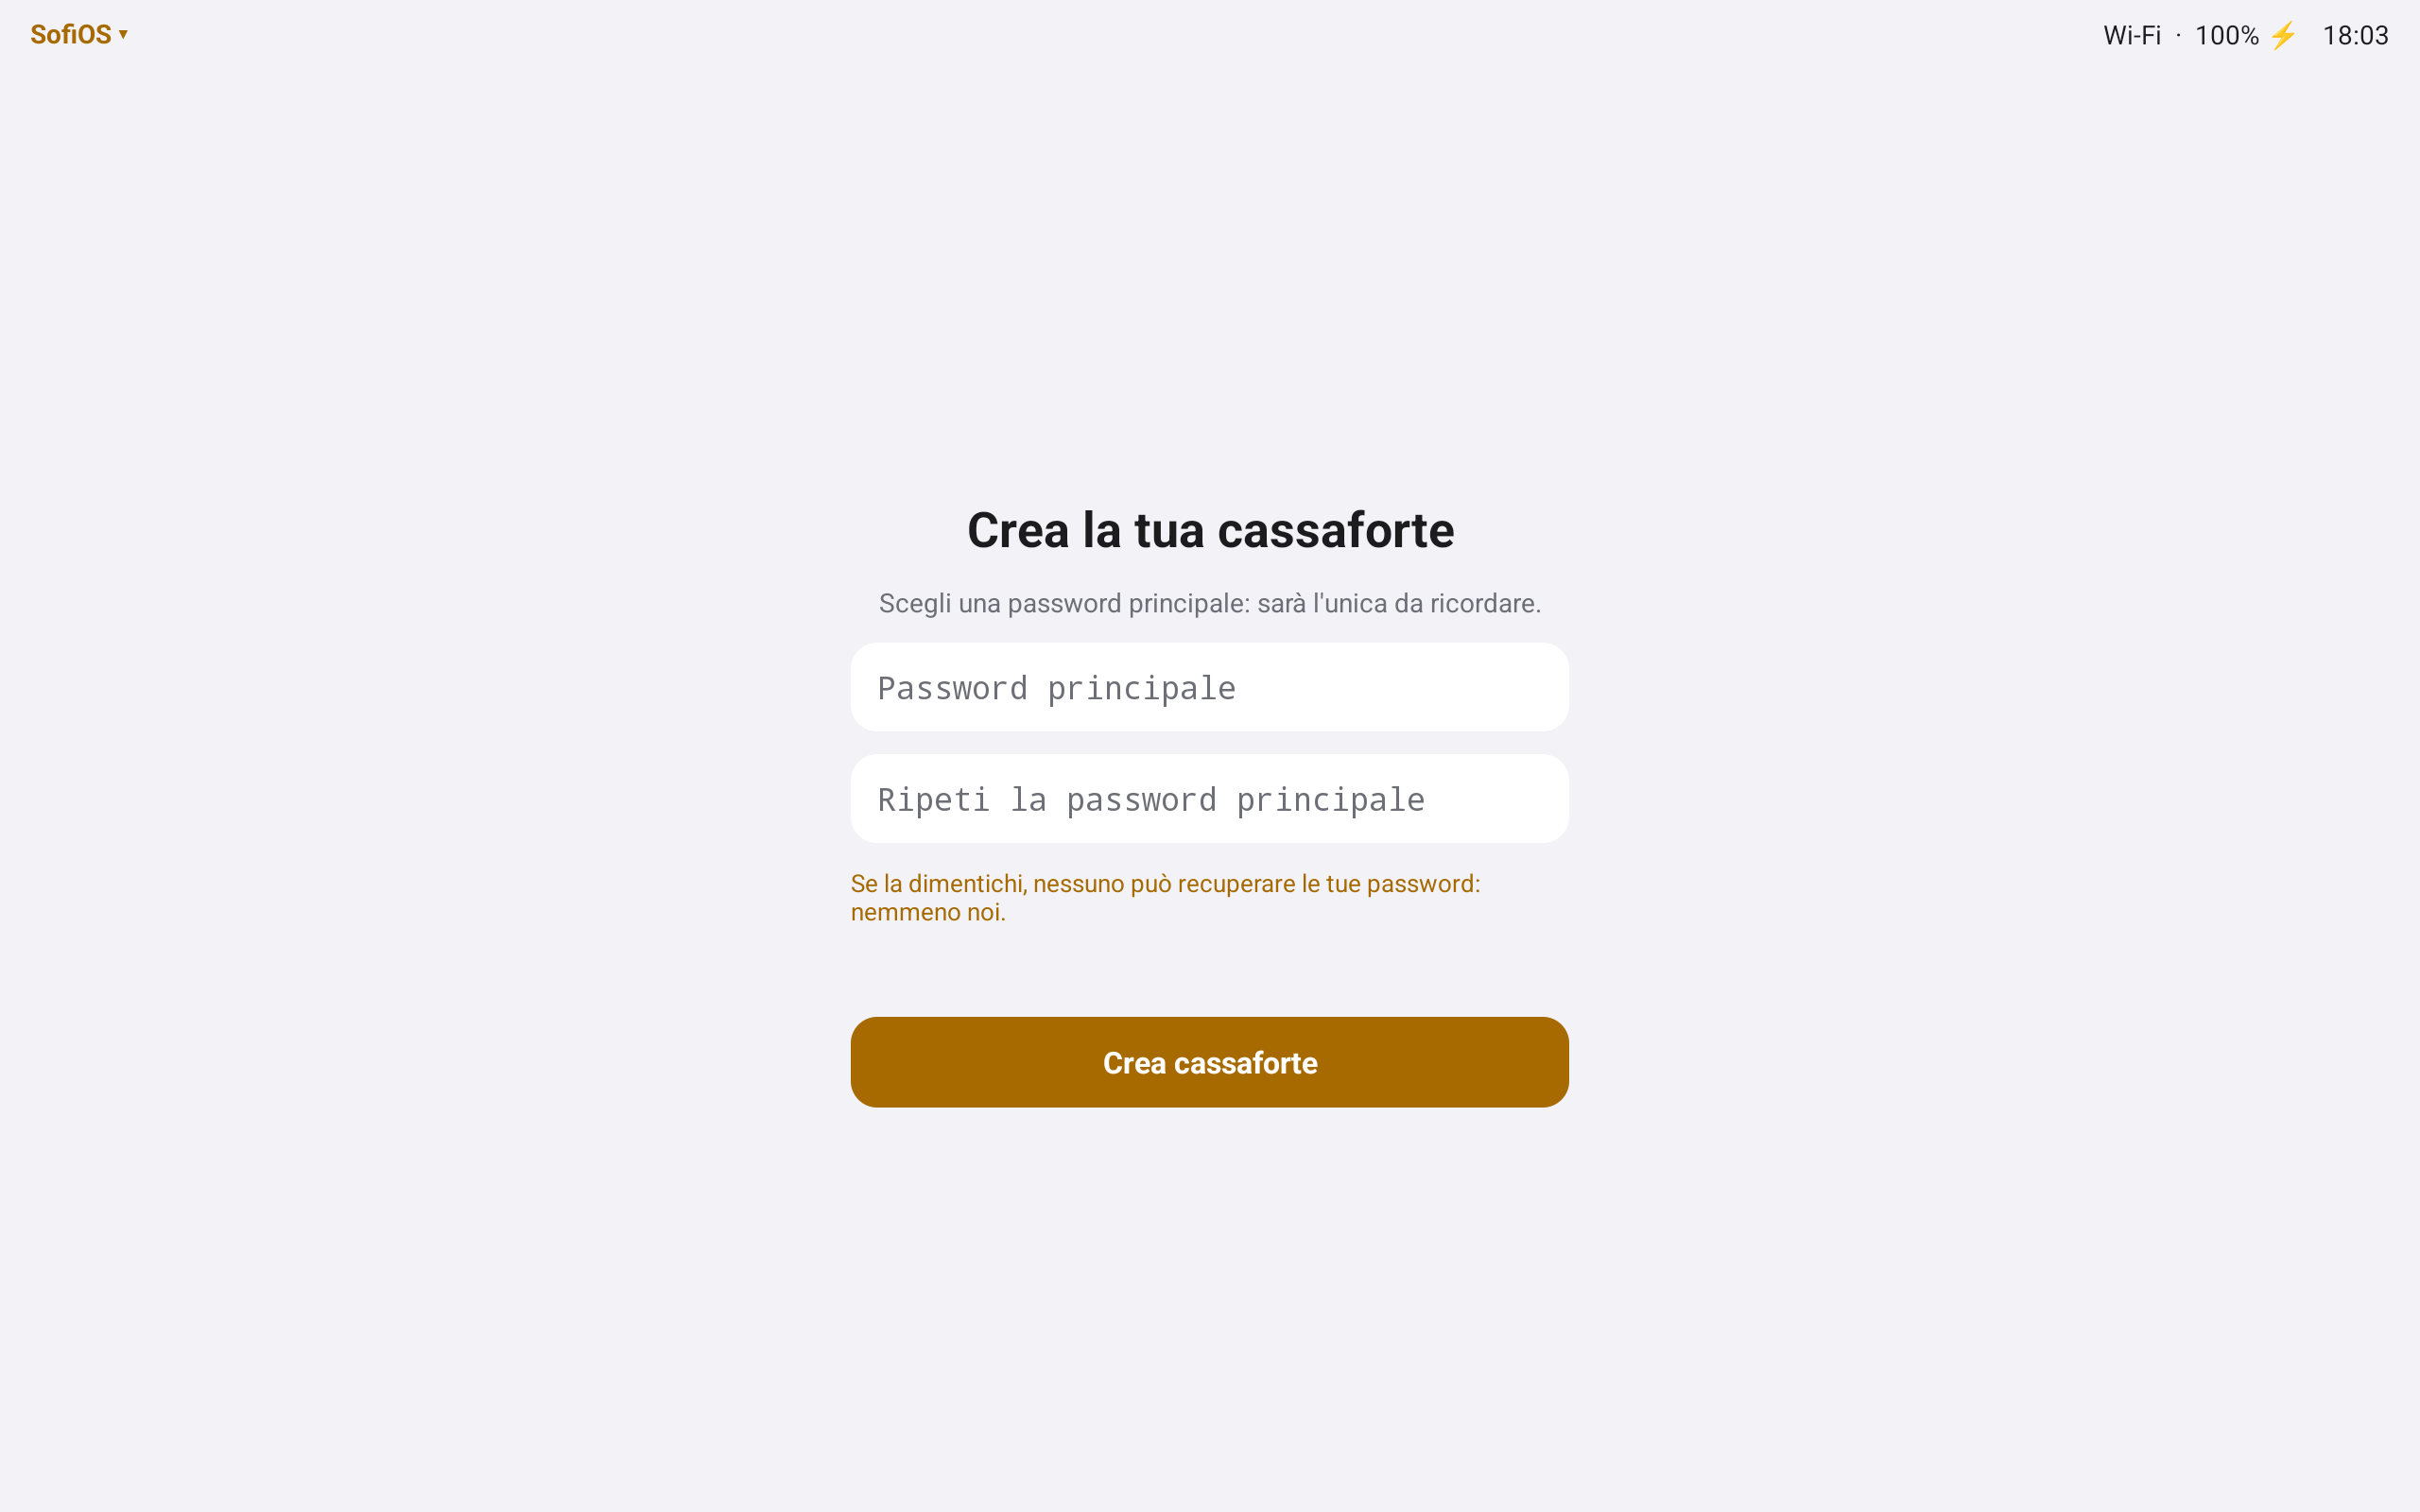 SofiOS ▾
Wi-Fi · 100% ⚡ 18:03
Crea la tua cassaforte
Scegli una password principale: sarà l'unica da ricordare.
Password principale
Ripeti la password principale
Se la dimentichi, nessuno può recuperare le tue password:
nemmeno noi.
Crea cassaforte